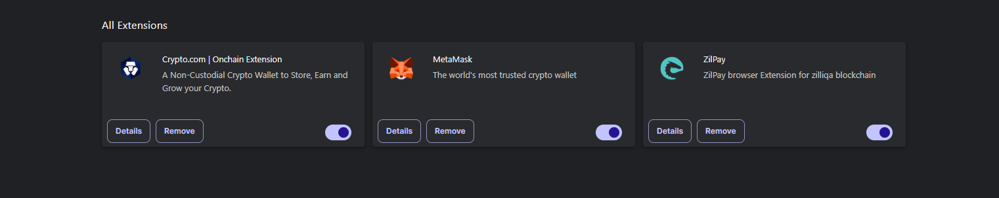 All Extensions
Crypto.com | Onchain Extension
A Non-Custodial Crypto Wallet to Store, Earn and
Grow your Crypto.
Details
Remove
MetaMask
The world's most trusted crypto wallet
Details
Remove
ZilPay
ZilPay browser Extension for zilliqa blockchain
Details
Remove